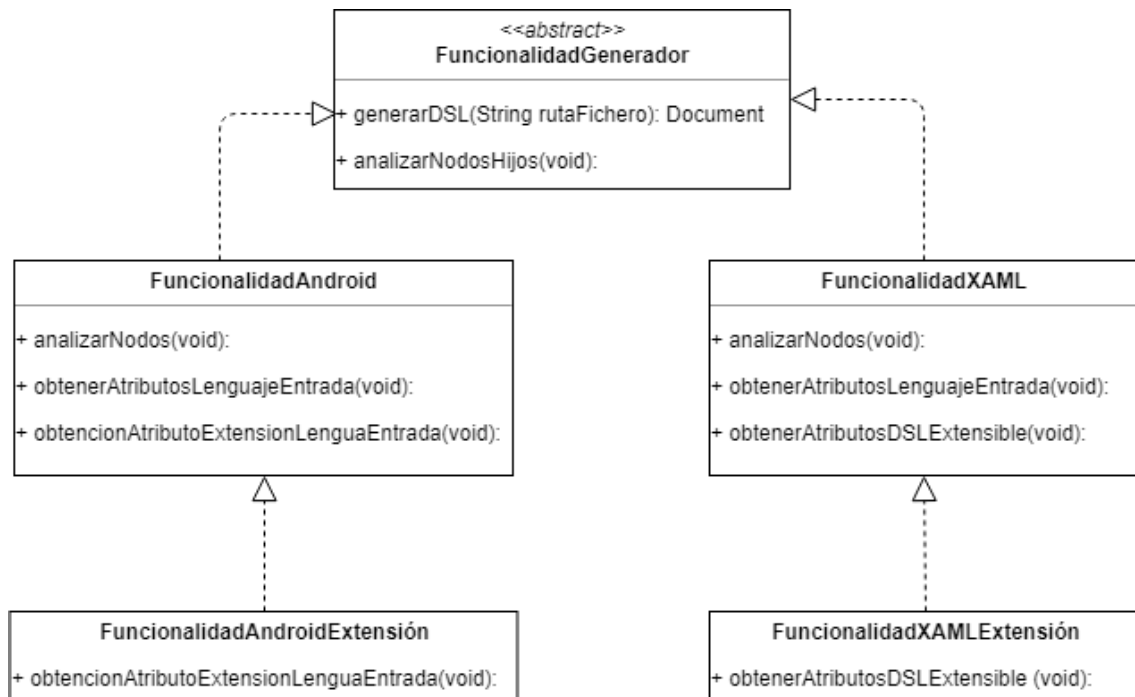 <<abstract>>
FuncionalidadGenerador
+ generarDSL(String rutaFichero): Document
+ analizarNodosHijos(void):
FuncionalidadAndroid
+ analizarNodos(void):
+ obtenerAtributosLenguajeEntrada(void):
+ obtencionAtributoExtensionLenguaEntrada(void):
FuncionalidadXAML
+ analizarNodos(void):
+ obtenerAtributosLenguajeEntrada(void):
+ obtenerAtributosDSLExtensible(void):
FuncionalidadAndroidExtensión
+ obtencionAtributoExtensionLenguaEntrada(void):
FuncionalidadXAMLExtensión
+ obtenerAtributosDSLExtensible (void):